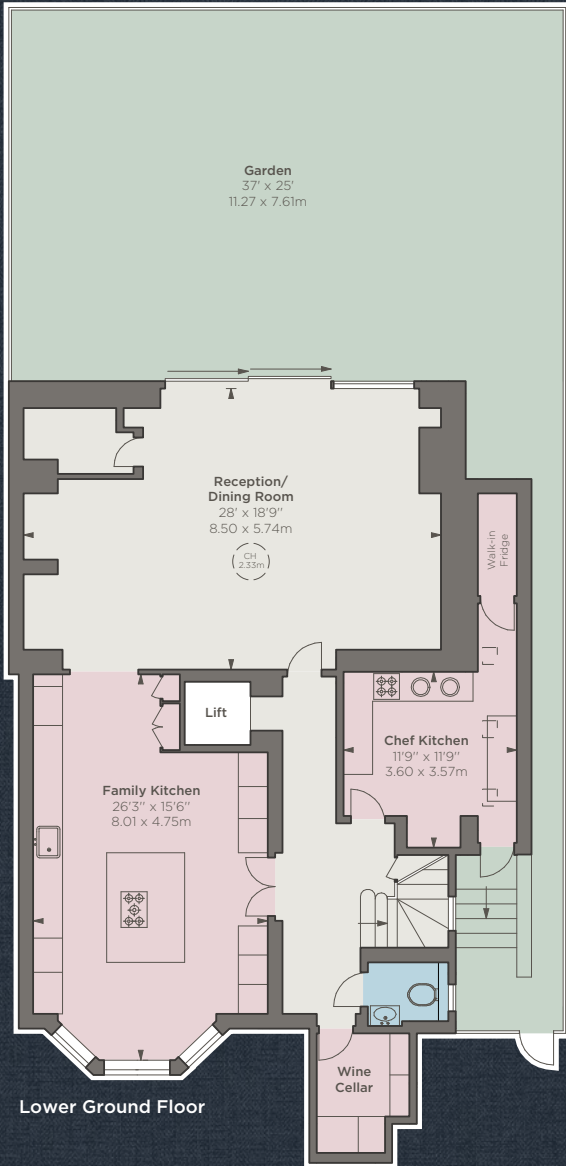 Garden
37' x 25'
11.27 x 7.61m
Reception/
Dining Room
28' x 18'9"
8.50 x 5.74m
CH
2.33m
Walk-in
Fridge
Lift
Chef Kitchen
11'9" x 11'9"
3.60 x 3.57m
Family Kitchen
26'3" x 15'6"
8.01 x 4.75m
Wine
Cellar
Lower Ground Floor